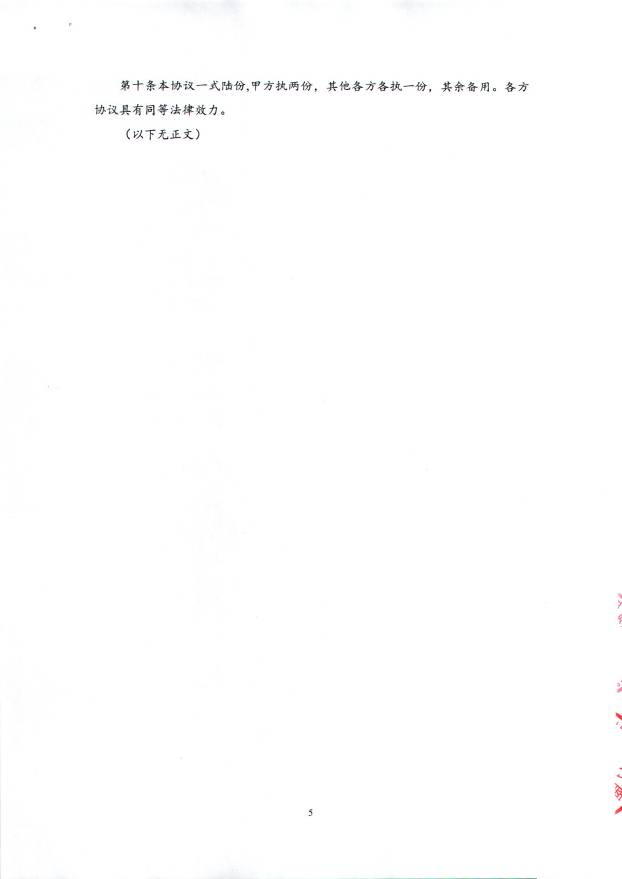 第十条本协议一式陆份,甲方执两份，其他各方各执一份，其余备用。各方
协议具有同等法律效力。
（以下无正文）
5